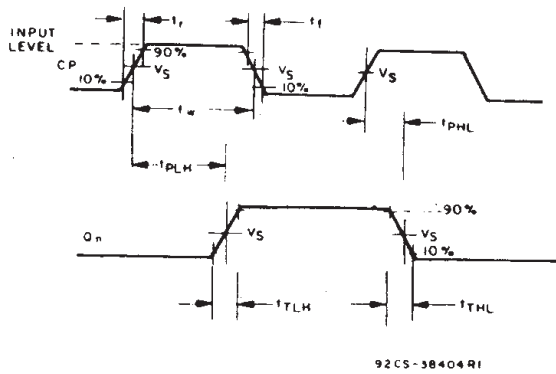 INPUT
LEVEL
CP
10%
tr
90%
VS
tf
VS
10%
tw
VS
tPLH
tPHL
Qn
VS
90%
VS
10%
tTLH
tTHL
92CS-38404R1